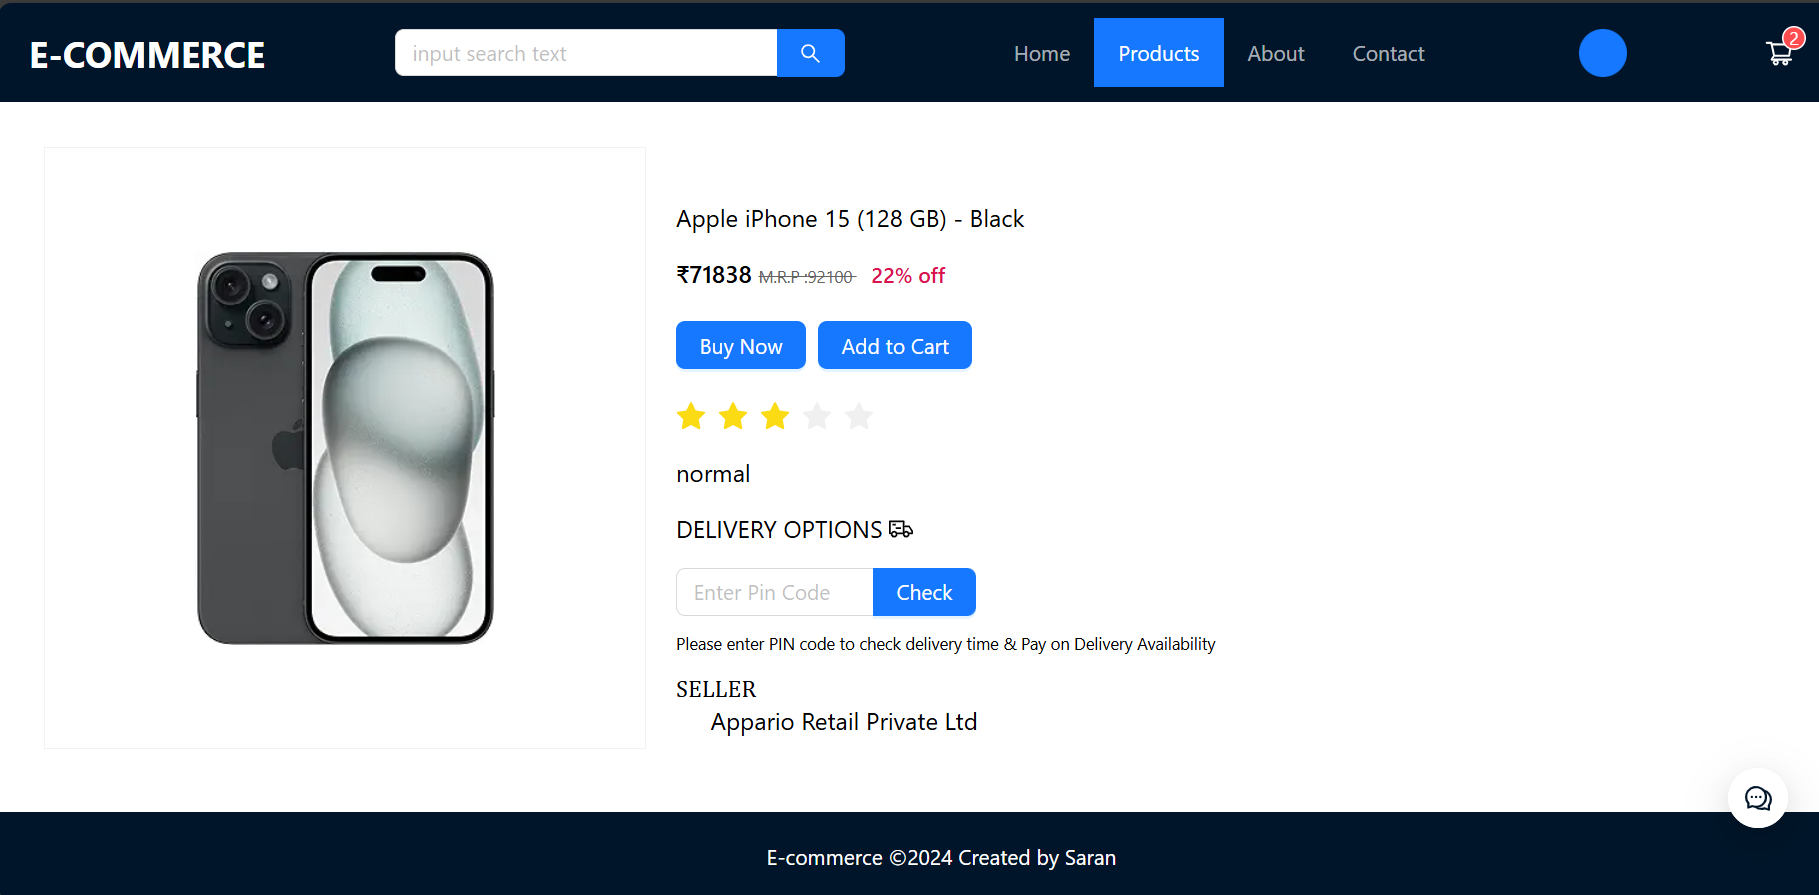 E-COMMERCE
input search text
Home
Products
About
Contact
2
Apple iPhone 15 (128 GB) - Black
₹71838 M.R.P :92100 22% off
Buy Now
Add to Cart
normal
DELIVERY OPTIONS
Enter Pin Code
Check
Please enter PIN code to check delivery time & Pay on Delivery Availability
SELLER
Appario Retail Private Ltd
E-commerce ©2024 Created by Saran